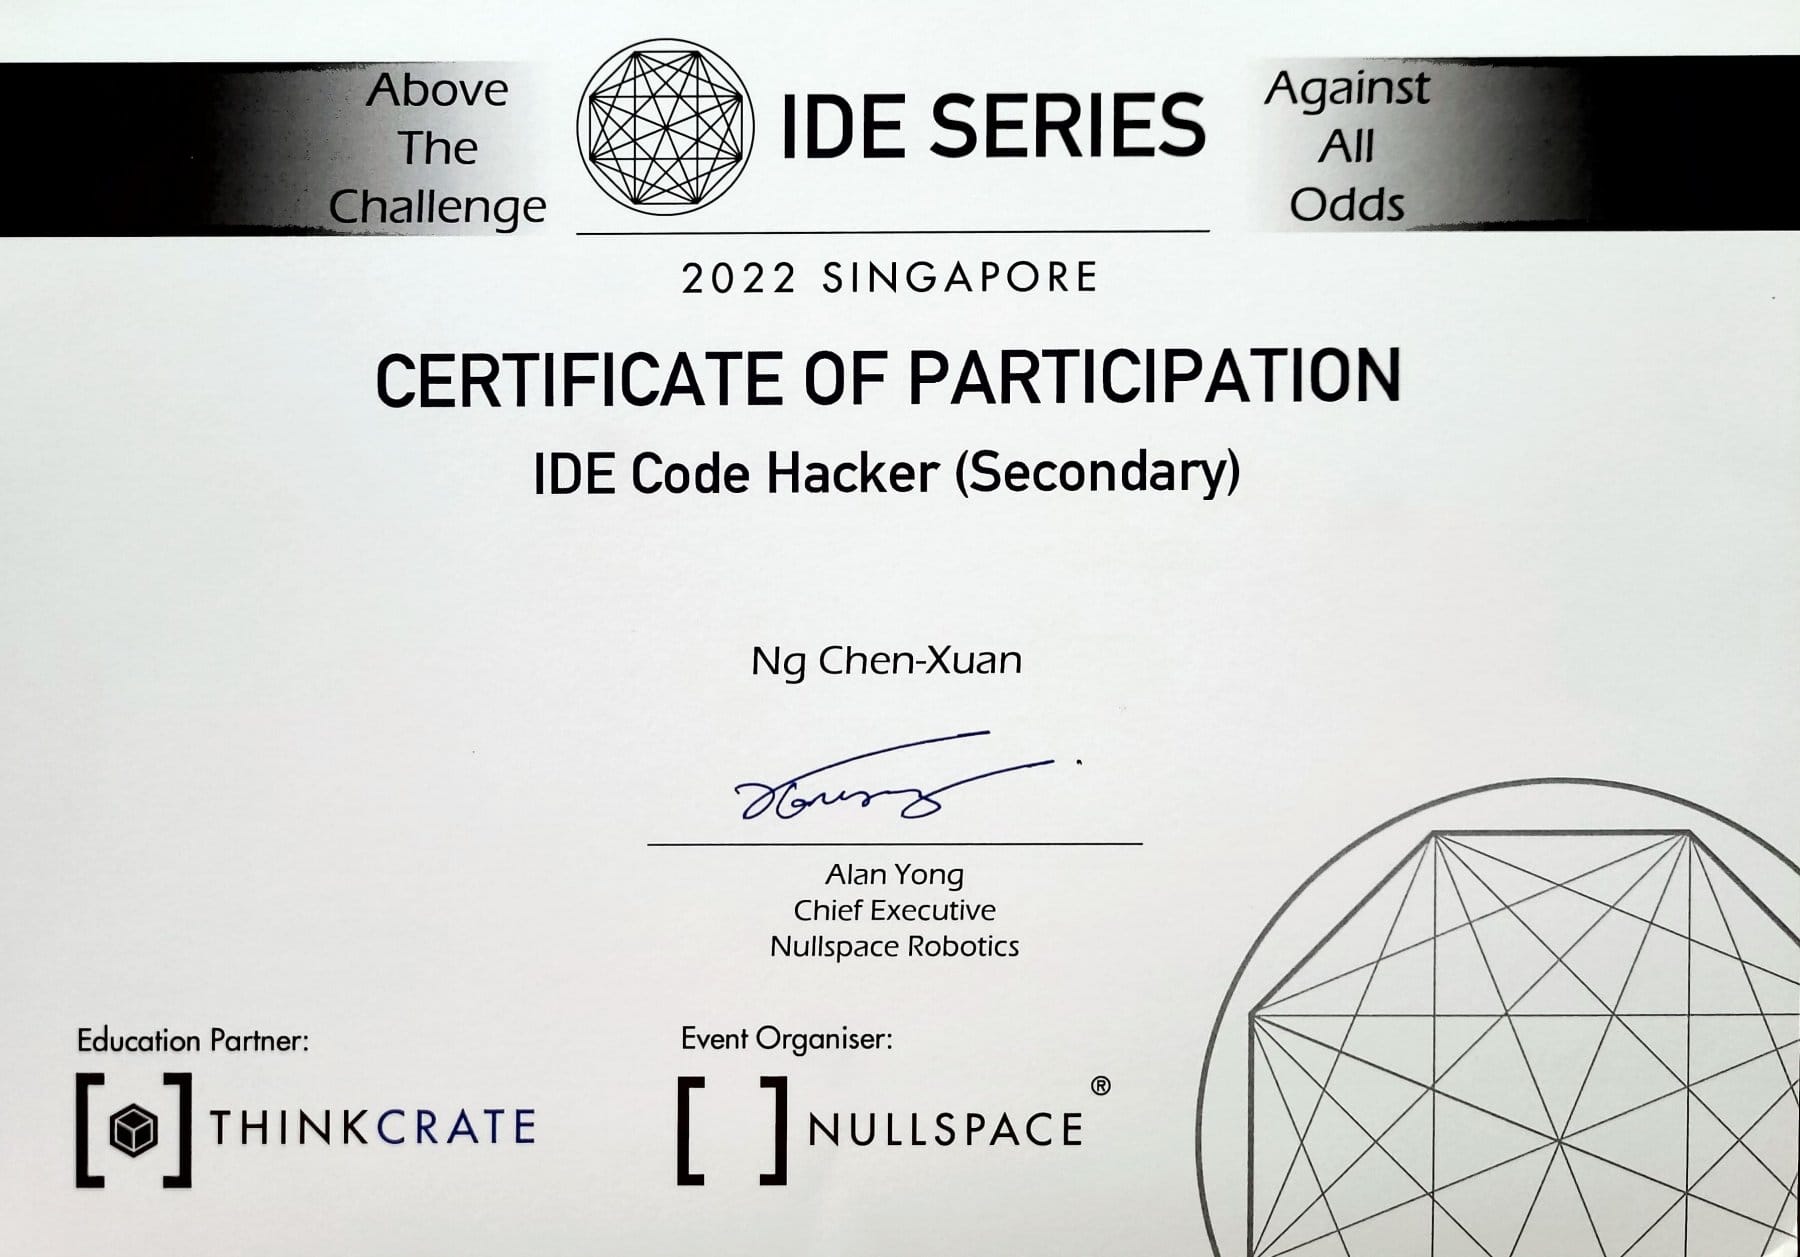 Above
The
Challenge
IDE SERIES
Against
All
Odds
2022 SINGAPORE
CERTIFICATE OF PARTICIPATION
IDE Code Hacker (Secondary)
Ng Chen-Xuan
Alan Yong
Chief Executive
Nullspace Robotics
Education Partner:
THINKCRATE
Event Organiser:
NULLSPACE®